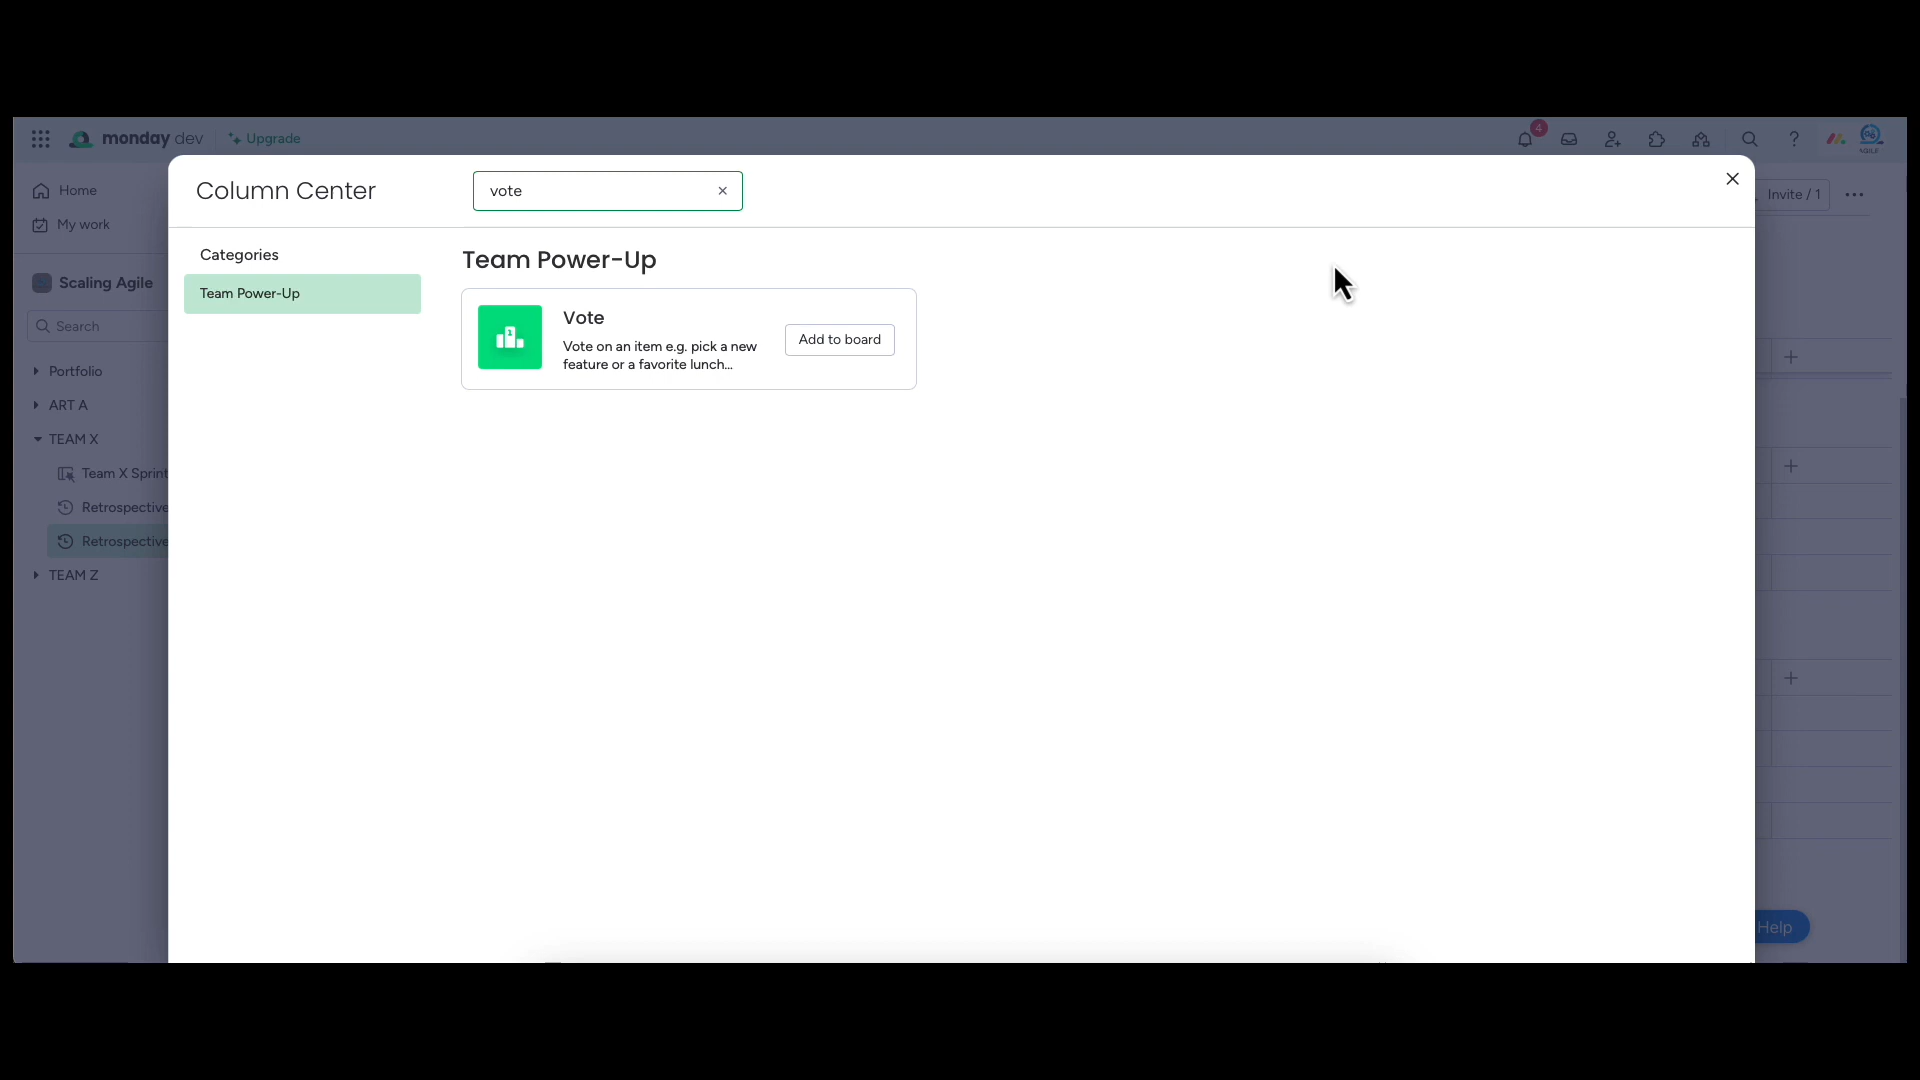 monday dev
Upgrade
4
Home
My work
Scaling Agile
Search
Portfolio
ART A
TEAM X
Team X Sprint
Retrospective
Retrospective
TEAM Z
Column Center
vote
Categories
Team Power-Up
Team Power-Up
Vote
Vote on an item e.g. pick a new
feature or a favorite lunch...
Add to board
Invite / 1
Help